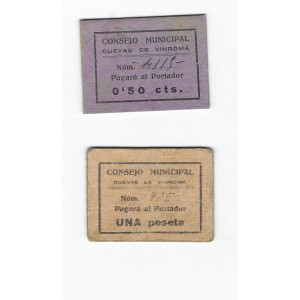 CONSEJO MUNICIPAL
CUEVAS DE VINROMA
Núm. 4115-
Pagará al Portador
0'50 cts.
CONSEJO MUNICIPAL
CUEVAS DE VINROMA
Núm.
Pagará al Portador
UNA peseta